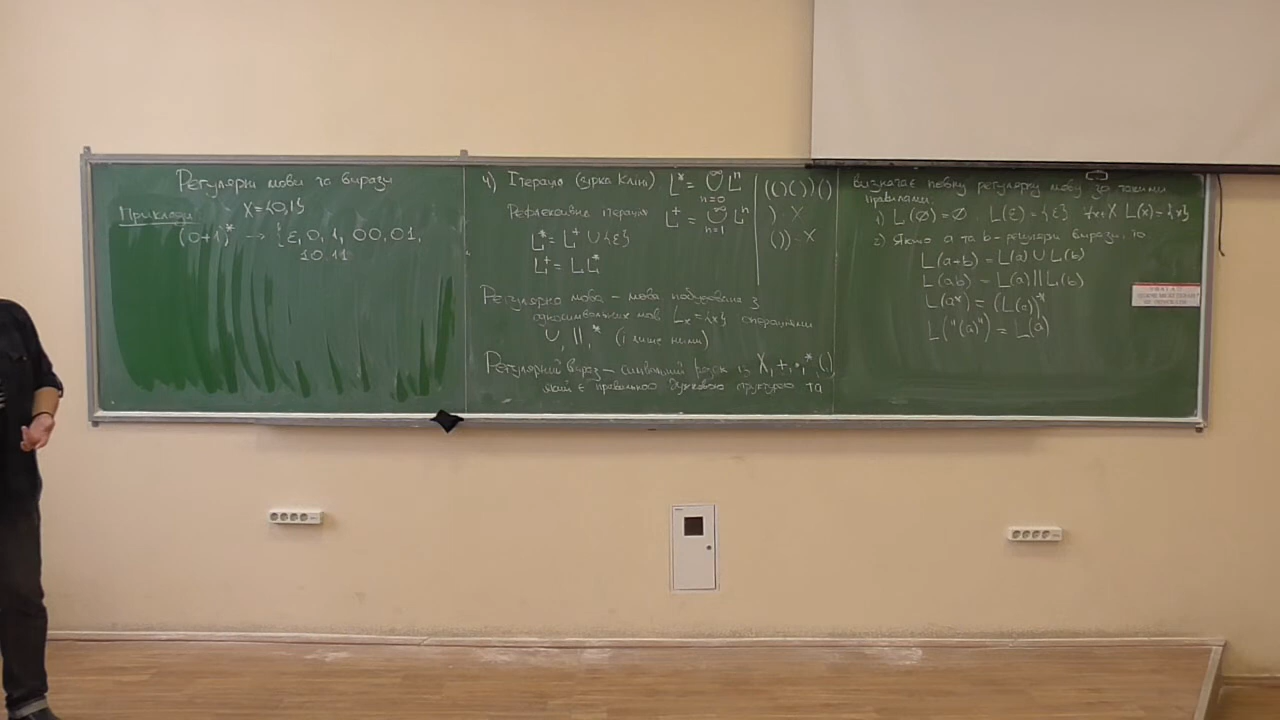 Регулярні мови та вирази
Приклади
X={0,1}
(0+1)* → {ε, 0, 1, 00, 01,
10, 11
4) Ітерація (зірка Кліні) L* = ∪ Lⁿ
∞
n=0
Рефлексивна ітерація L⁺ = ∪ Lⁿ
∞
n=1
L* = L⁺ ∪ {ε}
L⁺ = LL*
(()())()
) - X
()) - X
Регулярна мова – мова побудована з
односимвольних мов Lₓ = {x} операціями
∪, ||, * (і лише ними)
Регулярний вираз – символьний рядок із X, +, ·, *, ()
який є правильною дужковою структурою та
визначає певну регулярну мову за такими
правилами:
1) L(∅) = ∅, L(ε) = {ε} ∀x∈X L(x) = {x}
2) Якщо a та b – регулярні вирази, то
L(a+b) = L(a) ∪ L(b)
L(ab) = L(a) || L(b)
L(a*) = (L(a))*
L("(a)") = L(a)